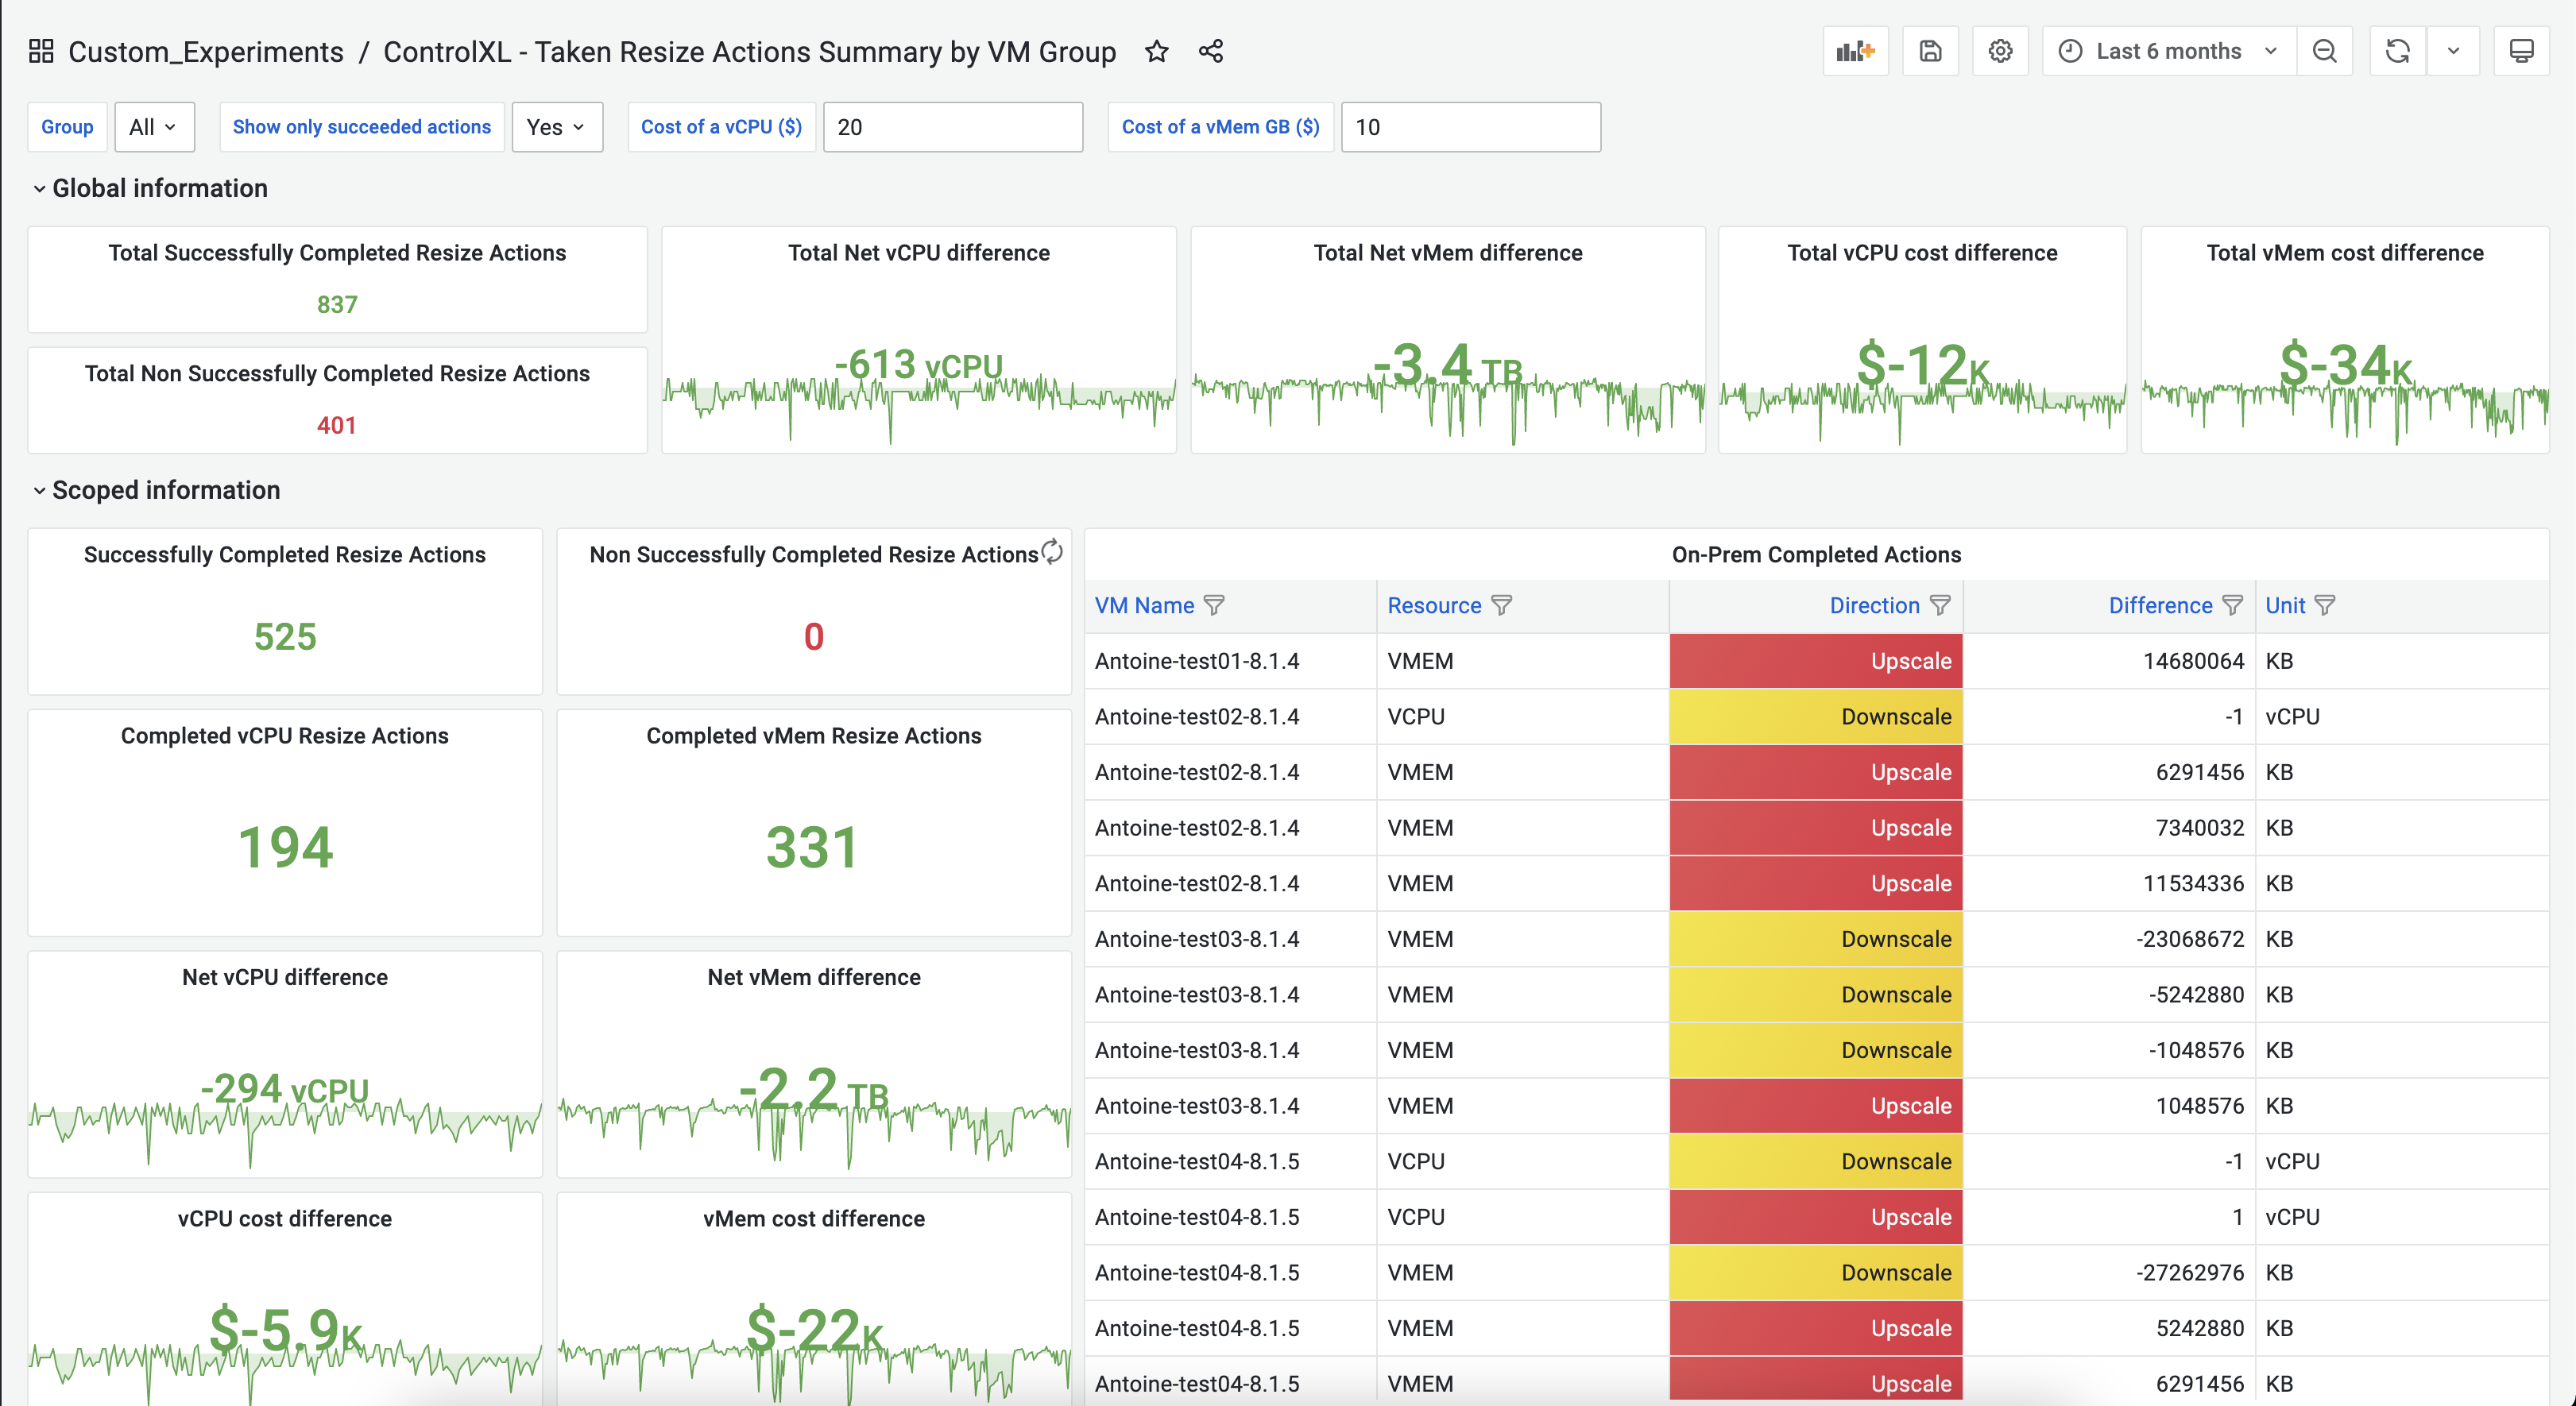 Custom_Experiments / ControlXL - Taken Resize Actions Summary by VM Group
Last 6 months
Group All Show only succeeded actions Yes Cost of a vCPU ($) 20 Cost of a vMem GB ($) 10
Global information
Total Successfully Completed Resize Actions
837
Total Non Successfully Completed Resize Actions
401
Total Net vCPU difference
-613 vCPU
Total Net vMem difference
-3.4 TB
Total vCPU cost difference
$-12K
Total vMem cost difference
$-34K
Scoped information
Successfully Completed Resize Actions
525
Non Successfully Completed Resize Actions
0
Completed vCPU Resize Actions
194
Completed vMem Resize Actions
331
Net vCPU difference
-294 vCPU
Net vMem difference
-2.2 TB
vCPU cost difference
$-5.9K
vMem cost difference
$-22K
On-Prem Completed Actions
VM Name Resource Direction Difference Unit
Antoine-test01-8.1.4 VMEM Upscale 14680064 KB
Antoine-test02-8.1.4 VCPU Downscale -1 vCPU
Antoine-test02-8.1.4 VMEM Upscale 6291456 KB
Antoine-test02-8.1.4 VMEM Upscale 7340032 KB
Antoine-test02-8.1.4 VMEM Upscale 11534336 KB
Antoine-test03-8.1.4 VMEM Downscale -23068672 KB
Antoine-test03-8.1.4 VMEM Downscale -5242880 KB
Antoine-test03-8.1.4 VMEM Downscale -1048576 KB
Antoine-test03-8.1.4 VMEM Upscale 1048576 KB
Antoine-test04-8.1.5 VCPU Downscale -1 vCPU
Antoine-test04-8.1.5 VCPU Upscale 1 vCPU
Antoine-test04-8.1.5 VMEM Downscale -27262976 KB
Antoine-test04-8.1.5 VMEM Upscale 5242880 KB
Antoine-test04-8.1.5 VMEM Upscale 6291456 KB